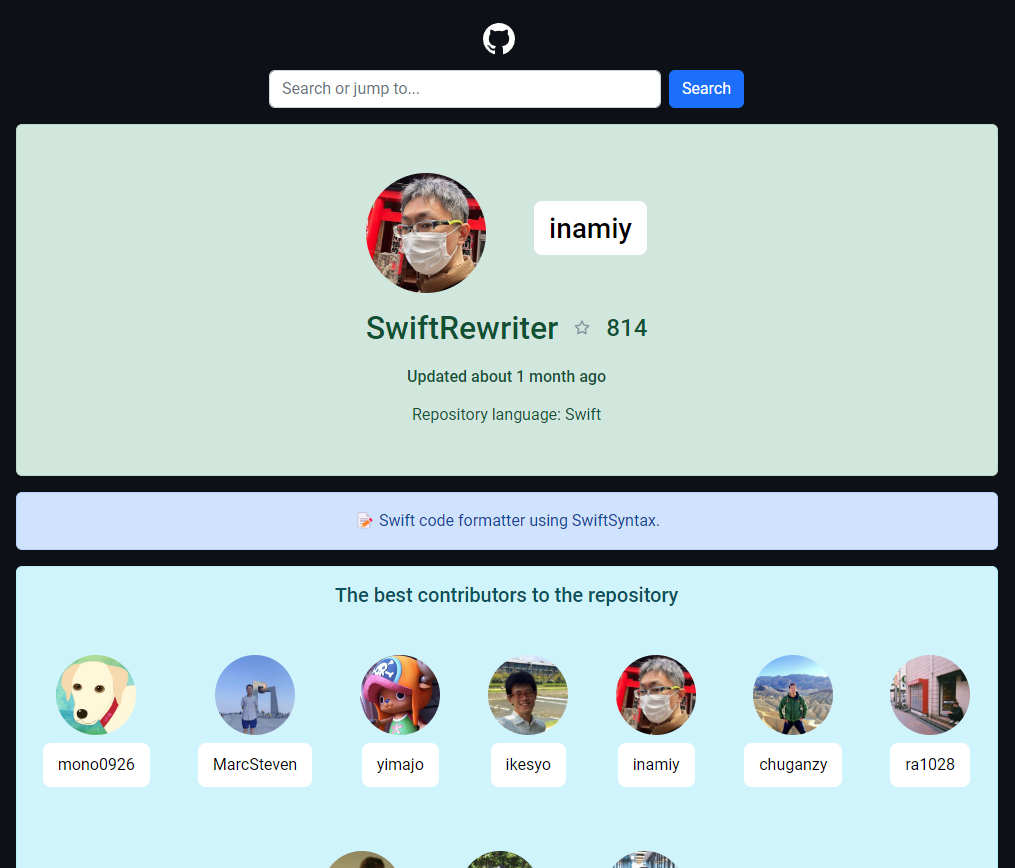 Search or jump to...
Search
inamiy
SwiftRewriter 814
Updated about 1 month ago
Repository language: Swift
📝 Swift code formatter using SwiftSyntax.
The best contributors to the repository
mono0926
MarcSteven
yimajo
ikesyo
inamiy
chuganzy
ra1028